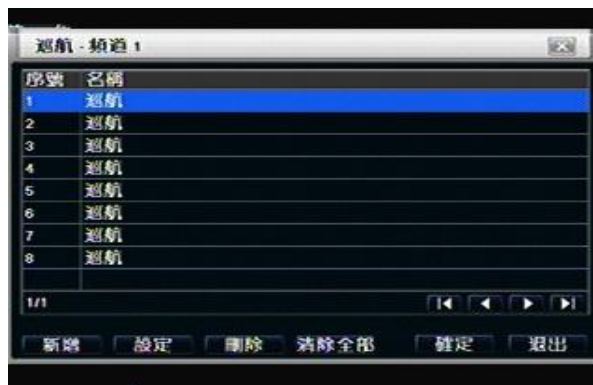 巡航 - 頻道 1
序號 名稱
1 巡航
2 巡航
3 巡航
4 巡航
5 巡航
6 巡航
7 巡航
8 巡航
1/1
新增 設定 刪除 清除全部 確定 退出